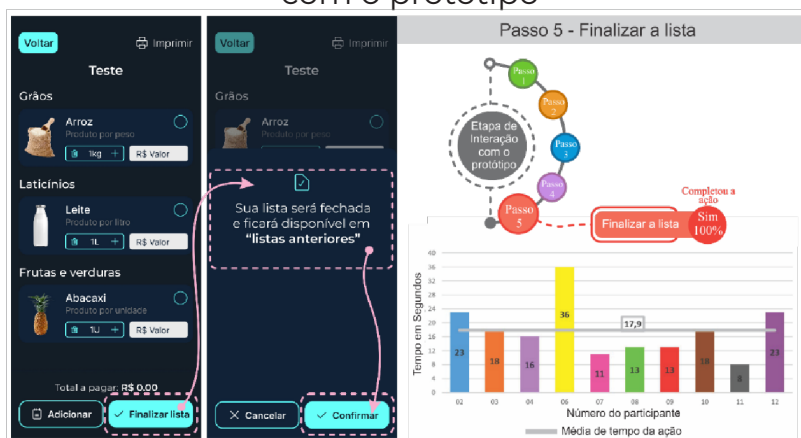 com o protótipo
Voltar
Imprimir
Teste
Grãos
Arroz
Produto por peso
1kg +
R$ Valor
Laticínios
Leite
Produto por litro
1L +
R$ Valor
Frutas e verduras
Abacaxi
Produto por unidade
1U +
R$ Valor
Total a pagar: R$ 0.00
Adicionar
Finalizar lista
Voltar
Imprimir
Teste
Grãos
Arroz
Produto por peso
1kg +
R$ Valor
Sua lista será fechada
e ficará disponível em
“listas anteriores”
Cancelar
Confirmar
Passo 5 - Finalizar a lista
Passo
1
Passo
2
Passo
3
Passo
4
Passo
5
Etapa de
Interação
com o
protótipo
Finalizar a lista
Completou a
ação
Sim
100%
Tempo em Segundos
40
36
32
28
24
20
16
12
8
4
0
23
18
16
36
11
13
13
18
8
23
17,9
02
03
04
06
07
08
09
10
11
12
Número do participante
Média de tempo da ação